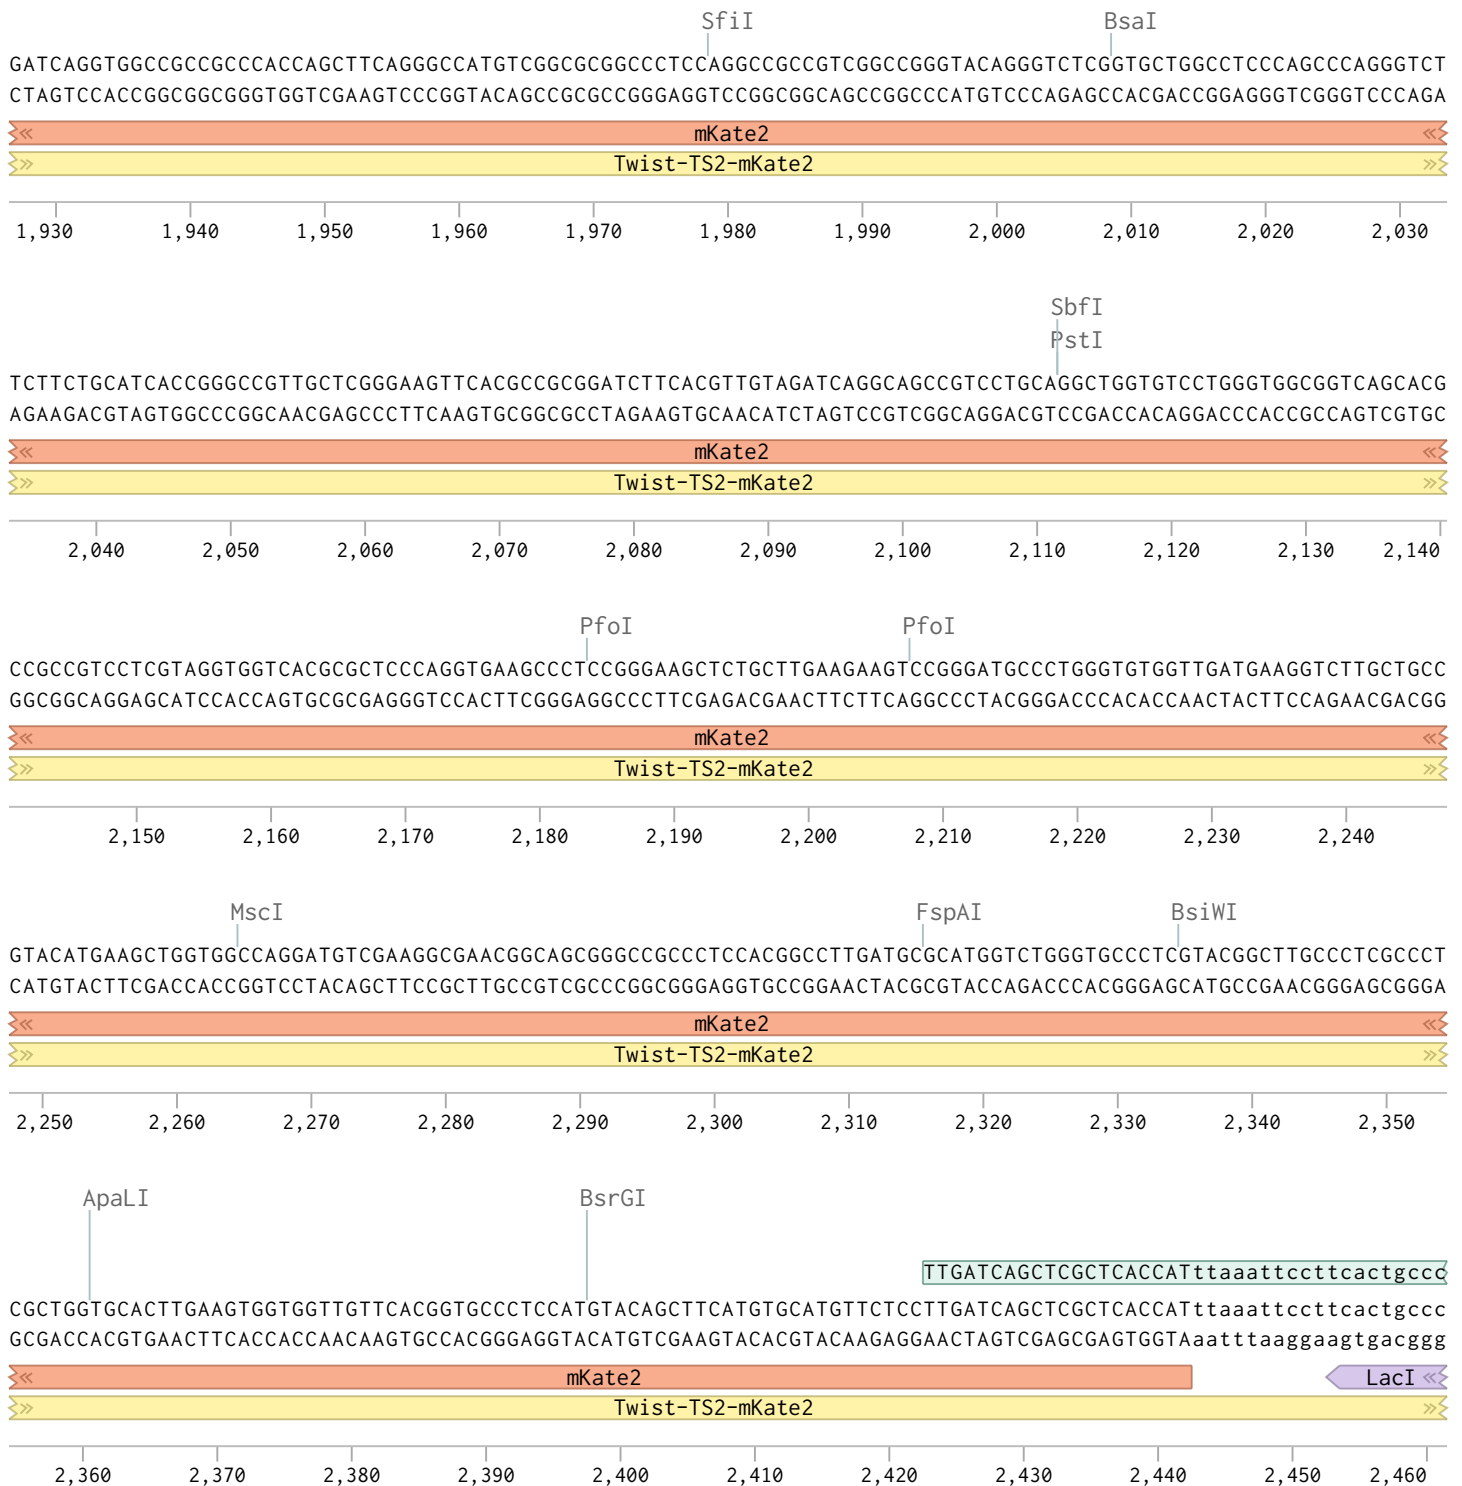 SfiI BsaI
GATCAGGTGGCCGCCGCCCACCAGCTTCAGGGCCATGTCGGCGCGGCCCTCCAGGCCGCCGTCGGCCGGGTACAGGGTCTCGGTGCTGGCCTCCCAGCCCAGGGTCT
CTAGTCCACCGGCGGCGGGTGGTCGAAGTCCCGGTACAGCCGCGCCGGGAGGTCCGGCGGCAGCCGGCCCATGTCCCAGAGCCACGACCGGAGGGTCGGGTCCCAGA
mKate2
Twist-TS2-mKate2
1,930 1,940 1,950 1,960 1,970 1,980 1,990 2,000 2,010 2,020 2,030
SbfI
PstI
TCTTCTGCATCACCGGGCCGTTGCTCGGGAAGTTCACGCCGCGGATCTTCACGTTGTAGATCAGGCAGCCGTCCTGCAGGCTGGTGTCCTGGGTGGCGGTCAGCACG
AGAAGACGTAGTGGCCCGGCAACGAGCCCTTCAAGTGCGGCGCCTAGAAGTGCAACATCTAGTCCGTCGGCAGGACGTCCGACCACAGGACCCACCGCCAGTCGTGC
mKate2
Twist-TS2-mKate2
2,040 2,050 2,060 2,070 2,080 2,090 2,100 2,110 2,120 2,130 2,140
PfoI PfoI
CCGCCGTCCTCGTAGGTGGTCACGCGCTCCCAGGTGAAGCCCTCCGGGAAGCTCTGCTTGAAGAAGTCCGGGATGCCCTGGGTGTGGTTGATGAAGGTCTTGCTGCC
GGCGGCAGGAGCATCCACCAGTGCGCGAGGGTCCACTTCGGGAGGCCCTTCGAGACGAACTTCTTCAGGCCCTACGGGACCCACACCAACTACTTCCAGAACGACGG
mKate2
Twist-TS2-mKate2
2,150 2,160 2,170 2,180 2,190 2,200 2,210 2,220 2,230 2,240
MscI FspAI BsiWI
GTACATGAAGCTGGTGGCCAGGATGTCGAAGGCGAACGGCAGCGGGCCGCCCTCCACGGCCTTGATGCGCATGGTCTGGGTGCCCTCGTACGGCTTGCCCTCGCCCT
CATGTACTTCGACCACCGGTCCTACAGCTTCCGCTTGCCGTCGCCCGGCGGGAGGTGCCGGAACTACGCGTACCAGACCCACGGGAGCATGCCGAACGGGAGCGGGA
mKate2
Twist-TS2-mKate2
2,250 2,260 2,270 2,280 2,290 2,300 2,310 2,320 2,330 2,340 2,350
ApaLI BsrGI
TTGATCAGCTCGCTCACCATttaaattccttcactgccc
CGCTGGTGCACTTGAAGTGGTGGTTGTTCACGGTGCCCTCCATGTACAGCTTCATGTGCATGTTCTCCTTGATCAGCTCGCTCACCATttaaattccttcactgccc
GCGACCACGTGAACTTCACCACCAACAAGTGCCACGGGAGGTACATGTCGAAGTACACGTACAAGAGGAACTAGTCGAGCGAGTGGTAaatttaaggaagtgacggg
mKate2 LacI
Twist-TS2-mKate2
2,360 2,370 2,380 2,390 2,400 2,410 2,420 2,430 2,440 2,450 2,460